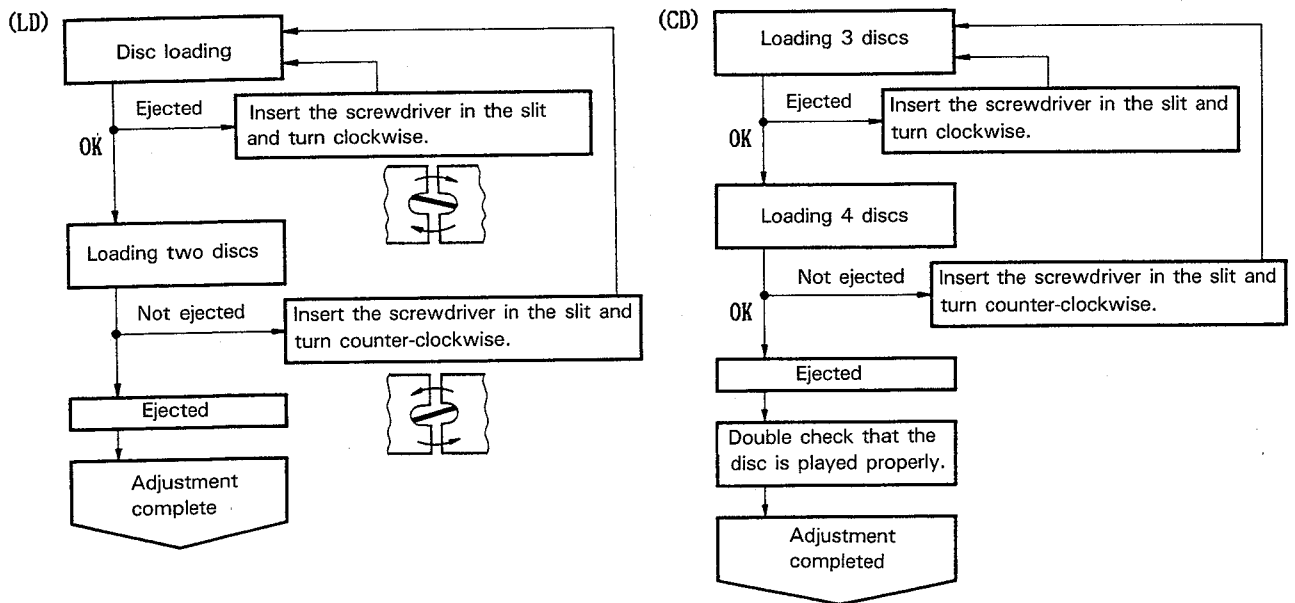 (LD)
Disc loading
Ejected
Insert the screwdriver in the slit
and turn clockwise.
OK
Loading two discs
Not ejected
Insert the screwdriver in the slit and
turn counter-clockwise.
Ejected
Adjustment
complete
(CD)
Loading 3 discs
Ejected
Insert the screwdriver in the slit and
turn clockwise.
OK
Loading 4 discs
Not ejected
Insert the screwdriver in the slit and
turn counter-clockwise.
OK
Ejected
Double check that the
disc is played properly.
Adjustment
completed